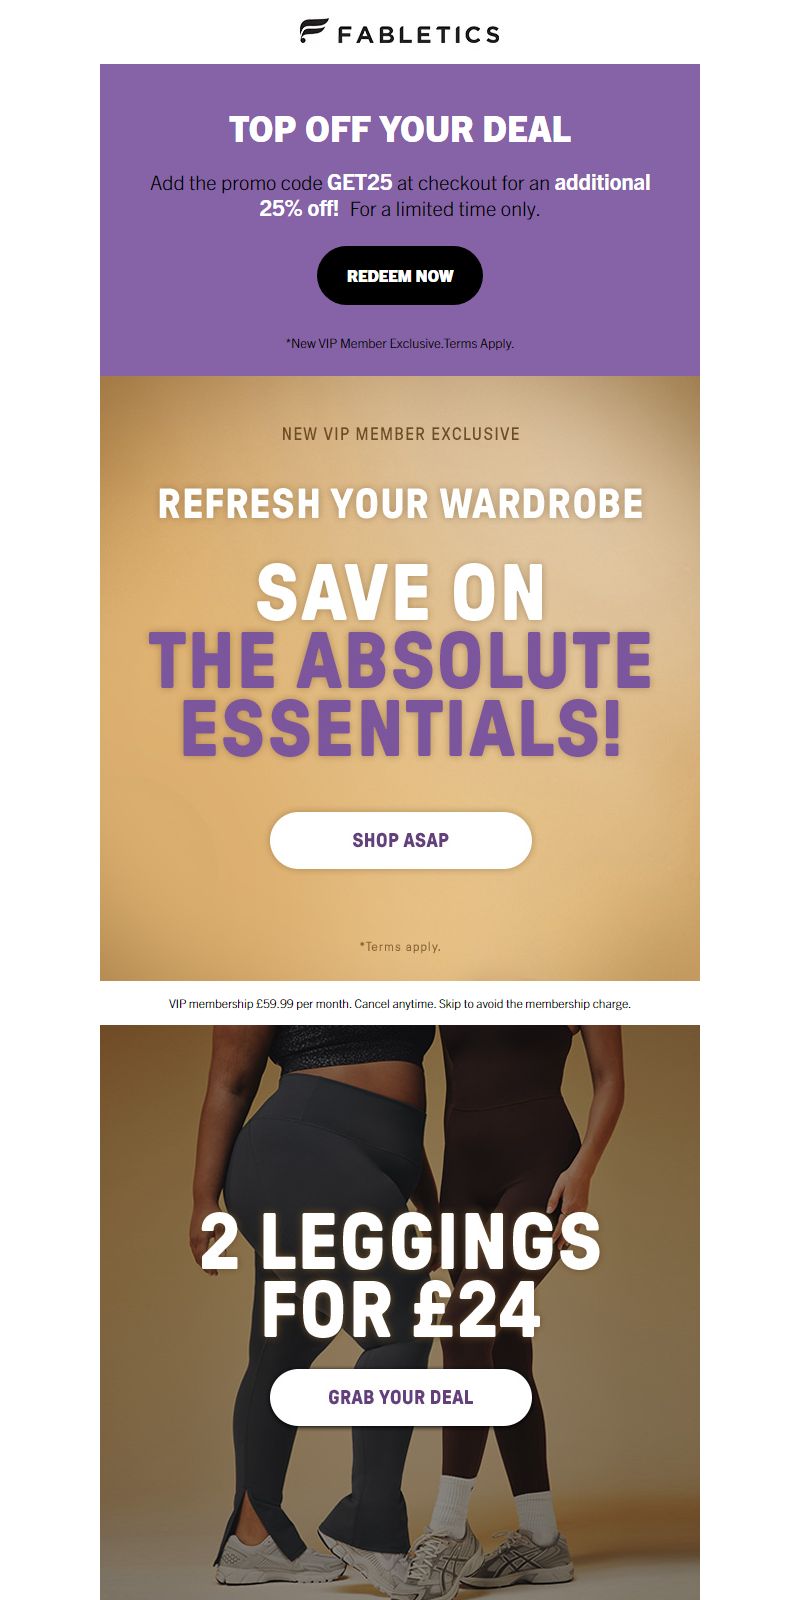 FABLETICS
TOP OFF YOUR DEAL
Add the promo code GET25 at checkout for an additional
25% off! For a limited time only.
REDEEM NOW
*New VIP Member Exclusive.Terms Apply.
NEW VIP MEMBER EXCLUSIVE
REFRESH YOUR WARDROBE
SAVE ON
THE ABSOLUTE
ESSENTIALS!
SHOP ASAP
*Terms apply.
VIP membership £59.99 per month. Cancel anytime. Skip to avoid the membership charge.
2 LEGGINGS
FOR £24
GRAB YOUR DEAL